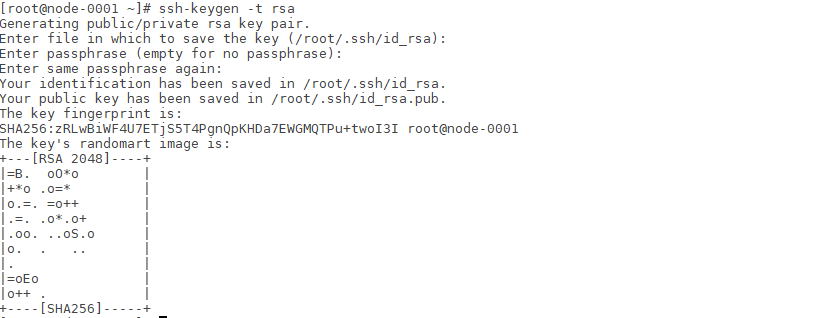 [root@node-0001 ~]# ssh-keygen -t rsa
Generating public/private rsa key pair.
Enter file in which to save the key (/root/.ssh/id_rsa):
Enter passphrase (empty for no passphrase):
Enter same passphrase again:
Your identification has been saved in /root/.ssh/id_rsa.
Your public key has been saved in /root/.ssh/id_rsa.pub.
The key fingerprint is:
SHA256:zRLwBiWF4U7ETjS5T4PgnQpKHDa7EWGMQTPu+twoI3I root@node-0001
The key's randomart image is:
+---[RSA 2048]----+
|=B.  oO*o        |
|+*o .o=*         |
|o.=. =o++        |
|.=. .o*.o+       |
|.oo. ..oS.o      |
|o.  .   ..       |
|.                |
|=oEo             |
|o++ .            |
+----[SHA256]-----+